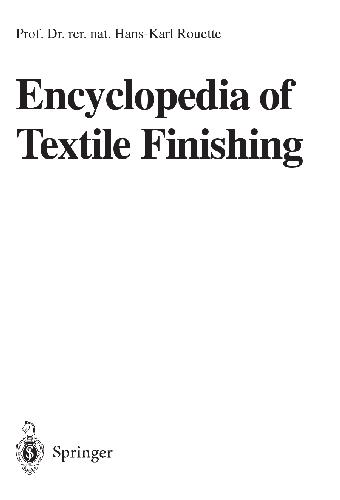 Prof. Dr. rer. nat. Hans-Karl Rouette
Encyclopedia of
Textile Finishing
Springer